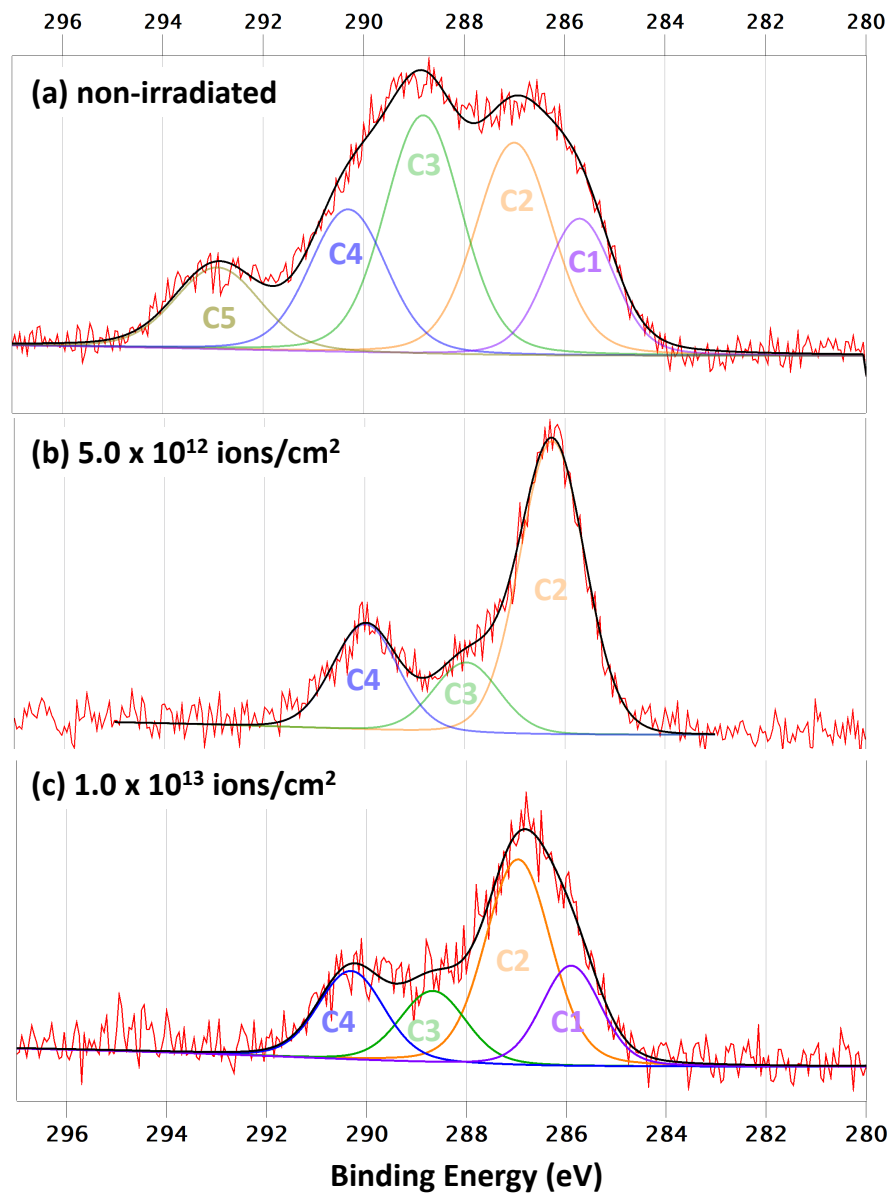 296 294 292 290 288 286 284 282 280
(a) non-irradiated
C3
C2
C4
C1
C5
(b) 5.0 x 10¹² ions/cm²
C2
C4
C3
(c) 1.0 x 10¹³ ions/cm²
C2
C4
C3
C1
296 294 292 290 288 286 284 282 280
Binding Energy (eV)